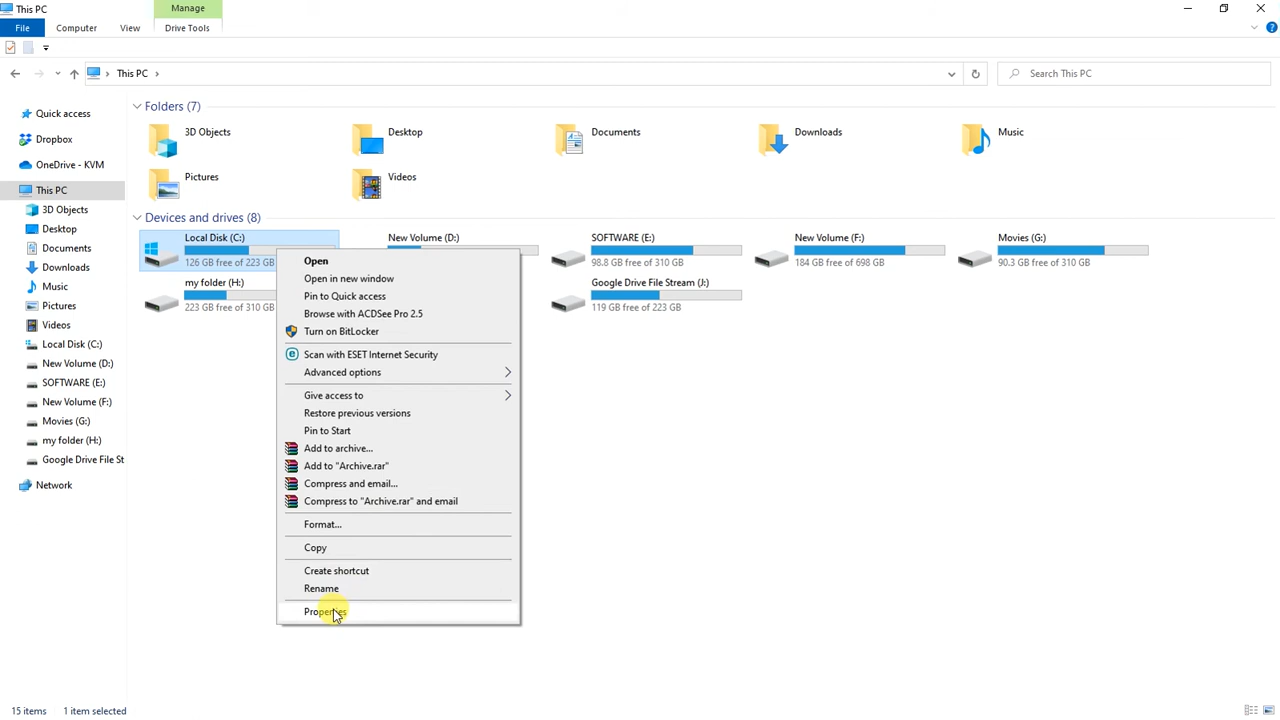 This PC
Manage
File
Computer
View
Drive Tools
This PC
Search This PC
Quick access
Dropbox
OneDrive - KVM
This PC
3D Objects
Desktop
Documents
Downloads
Music
Pictures
Videos
Local Disk (C:)
New Volume (D:)
SOFTWARE (E:)
New Volume (F:)
Movies (G:)
my folder (H:)
Google Drive File St
Network
Folders (7)
3D Objects
Desktop
Documents
Downloads
Music
Pictures
Videos
Devices and drives (8)
Local Disk (C:)
126 GB free of 223 GB
New Volume (D:)
SOFTWARE (E:)
98.8 GB free of 310 GB
New Volume (F:)
184 GB free of 698 GB
Movies (G:)
90.3 GB free of 310 GB
my folder (H:)
223 GB free of 310 GB
Google Drive File Stream (J:)
119 GB free of 223 GB
Open
Open in new window
Pin to Quick access
Browse with ACDSee Pro 2.5
Turn on BitLocker
Scan with ESET Internet Security
Advanced options
Give access to
Restore previous versions
Pin to Start
Add to archive...
Add to "Archive.rar"
Compress and email...
Compress to "Archive.rar" and email
Format...
Copy
Create shortcut
Rename
Properties
15 items
1 item selected